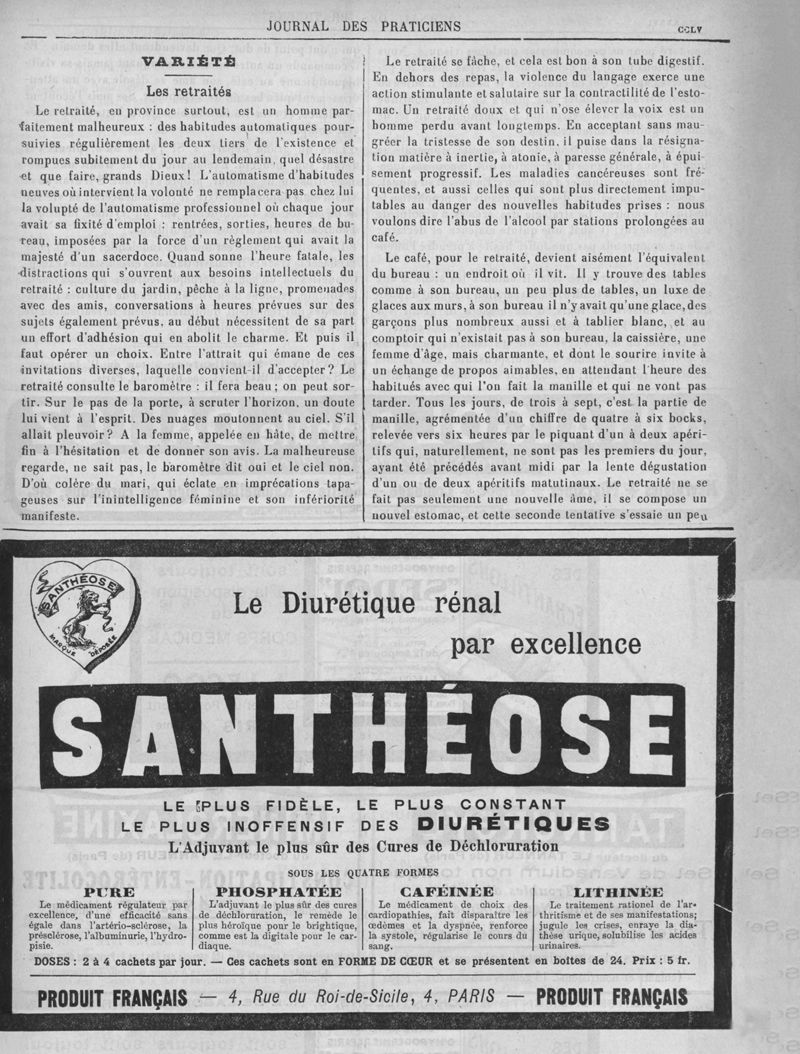 JOURNAL DES PRATICIENS
CCLV
VARIÉTÉ
Les retraités
Le retraité, en province surtout, est un homme par-
faitement malheureux : des habitudes automatiques pour-
suivies régulièrement les deux tiers de l'existence et
rompues subitement du jour au lendemain, quel désastre
et que faire, grands Dieux! L'automatisme d'habitudes
neuves où intervient la volonté ne remplacera pas chez lui
la volupté de l'automatisme professionnel où chaque jour
avait sa fixité d'emploi : rentrées, sorties, heures de bu-
reau, imposées par la force d'un règlement qui avait la
majesté d'un sacerdoce. Quand sonne l'heure fatale, les
distractions qui s'ouvrent aux besoins intellectuels du
retraité : culture du jardin, pêche à la ligne, promenades
avec des amis, conversations à heures prévues sur des
sujets également prévus, au début nécessitent de sa part
un effort d'adhésion qui en abolit le charme. Et puis il
faut opérer un choix. Entre l'attrait qui émane de ces
invitations diverses, laquelle convient-il d'accepter? Le
retraité consulte le baromètre : il fera beau ; on peut sor-
tir. Sur le pas de la porte, à scruter l'horizon, un doute
lui vient à l'esprit. Des nuages moutonnent au ciel. S'il
allait pleuvoir? A la femme, appelée en hâte, de mettre
fin à l'hésitation et de donner son avis. La malheureuse
regarde, ne sait pas, le baromètre dit oui et le ciel non.
D'où colère du mari, qui éclate en imprécations tapa-
geuses sur l'inintelligence féminine et son infériorité
manifeste.
Le retraité se fâche, et cela est bon à son tube digestif.
En dehors des repas, la violence du langage exerce une
action stimulante et salutaire sur la contractilité de l'esto-
mac. Un retraité doux et qui n'ose élever la voix est un
homme perdu avant longtemps. En acceptant sans mau-
gréer la tristesse de son destin, il puise dans la résigna-
tion matière à inertie, à atonie, à paresse générale, à épui-
sement progressif. Les maladies cancéreuses sont fré-
quentes, et aussi celles qui sont plus directement impu-
tables au danger des nouvelles habitudes prises : nous
voulons dire l'abus de l'alcool par stations prolongées au
café.
Le café, pour le retraité, devient aisément l'équivalent
du bureau : un endroit où il vit. Il y trouve des tables
comme à son bureau, un peu plus de tables, un luxe de
glaces aux murs, à son bureau il n'y avait qu'une glace, des
garçons plus nombreux aussi et à tablier blanc, et au
comptoir qui n'existait pas à son bureau, la caissière, une
femme d'âge, mais charmante, et dont le sourire invite à
un échange de propos aimables, en attendant l'heure des
habitués avec qui l'on fait la manille et qui ne vont pas
tarder. Tous les jours, de trois à sept, c'est la partie de
manille, agrémentée d'un chiffre de quatre à six bocks,
relevée vers six heures par le piquant d'un à deux apéri-
tifs qui, naturellement, ne sont pas les premiers du jour,
ayant été précédés avant midi par la lente dégustation
d'un ou de deux apéritifs matutinaux. Le retraité ne se
fait pas seulement une nouvelle âme, il se compose un
nouvel estomac, et cette seconde tentative s'essaie un peu
SANTHÉOSE
MARQUE DÉPOSÉE
Le Diurétique rénal
par excellence
SANTHÉOSE
LE PLUS FIDÈLE, LE PLUS CONSTANT
LE PLUS INOFFENSIF DES DIURÉTIQUES
L'Adjuvant le plus sûr des Cures de Déchloruration
SOUS LES QUATRE FORMES
PURE
Le médicament régulateur par
excellence, d'une efficacité sans
égale dans l'artério-sclérose, la
présclérose, l'albuminurie, l'hydro-
pisie.
PHOSPHATÉE
L'adjuvant le plus sûr des cures
de déchloruration, le remède le
plus héroïque pour le brightique,
comme est la digitale pour le car-
diaque.
CAFÉINÉE
Le médicament de choix des
cardiopathies, fait disparaître les
œdèmes et la dyspnée, renforce
la systole, régularise le cours du
sang.
LITHINÉE
Le traitement rationel de l'ar-
thritisme et de ses manifestations;
jugule les crises, enraye la dia-
thèse urique, solubilise les acides
urinaires.
DOSES : 2 à 4 cachets par jour. — Ces cachets sont en FORME DE CŒUR et se présentent en boîtes de 24. Prix : 5 fr.
PRODUIT FRANÇAIS — 4, Rue du Roi-de-Sicile, 4, PARIS — PRODUIT FRANÇAIS